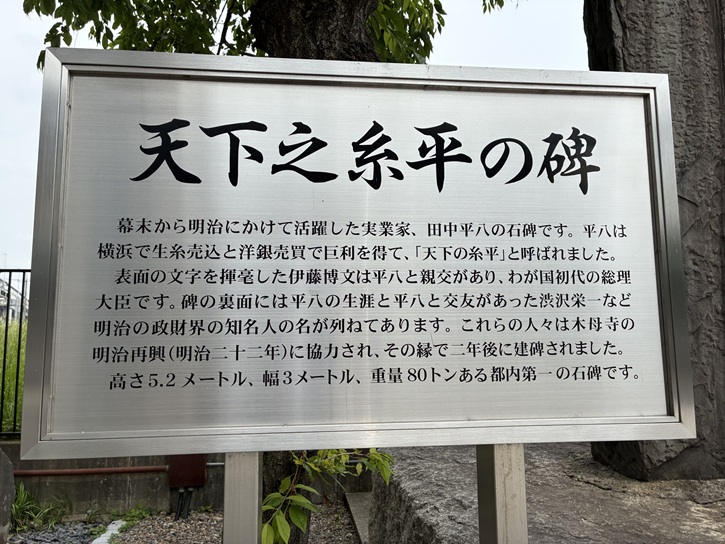 天下之糸平の碑
幕末から明治にかけて活躍した実業家、田中平八の石碑です。平八は
横浜で生糸売込と洋銀売買で巨利を得て、「天下の糸平」と呼ばれました。
表面の文字を揮毫した伊藤博文は平八と親交があり、わが国初代の総理
大臣です。碑の裏面には平八の生涯と平八と交友があった渋沢栄一など
明治の政財界の知名人の名が列ねてあります。これらの人々は木母寺の
明治再興(明治二十二年)に協力され、その縁で二年後に建碑されました。
高さ5.2メートル、幅3メートル、重量80トンある都内第一の石碑です。